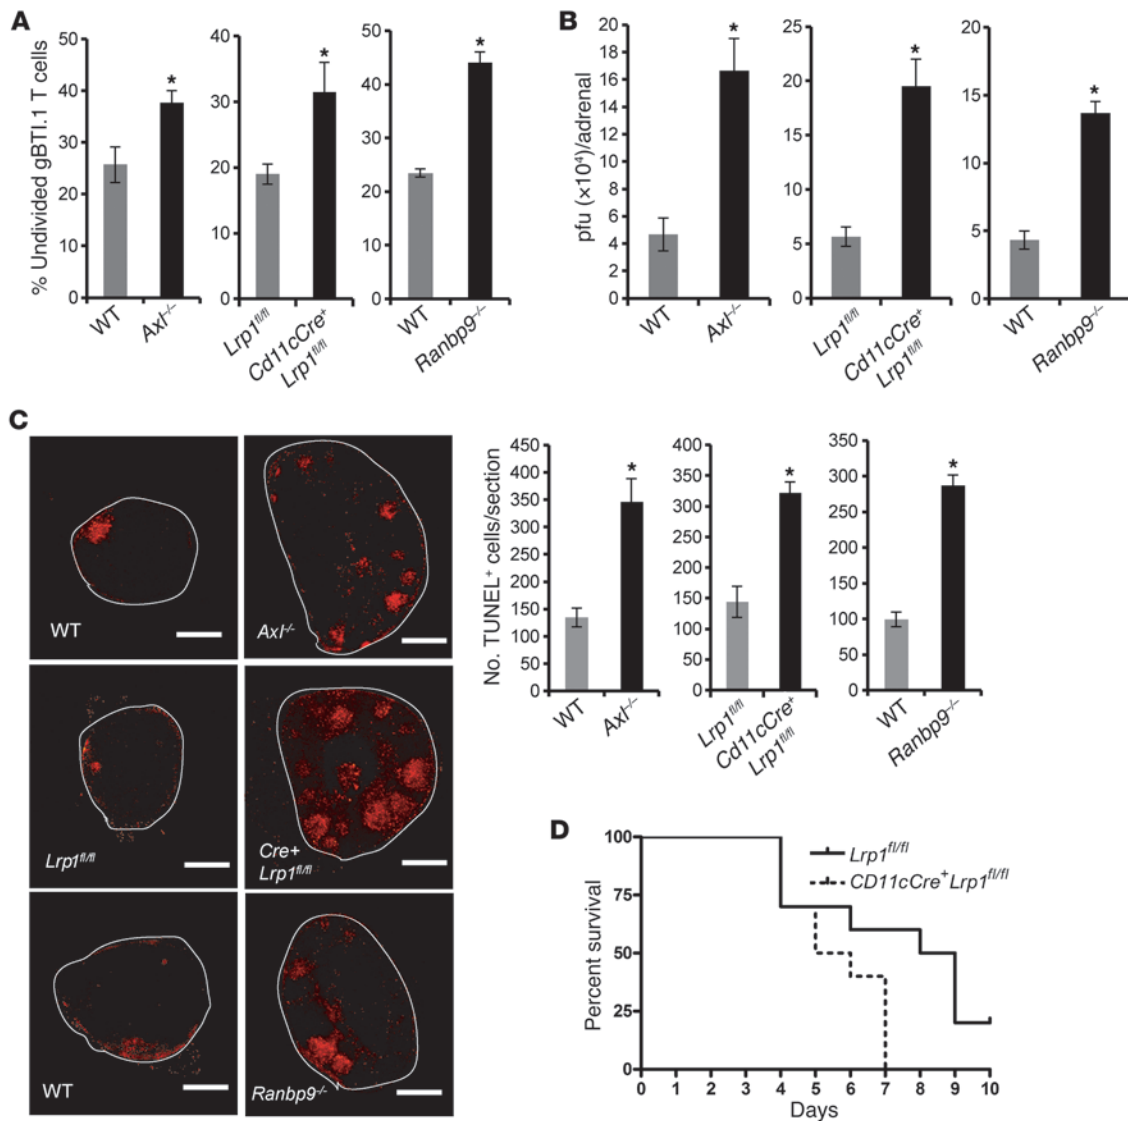 A
% Undivided gBTI.1 T cells
50
40
30
20
10
0
*
WT
Axl-/-
40
30
20
10
0
*
Lrp1fl/fl
Cd11cCre+
Lrp1fl/fl
50
40
30
20
10
0
*
WT
Ranbp9-/-
B
pfu (×10⁴)/adrenal
20
18
16
14
12
10
8
6
4
2
0
*
WT
Axl-/-
25
20
15
10
5
0
*
Lrp1fl/fl
Cd11cCre+
Lrp1fl/fl
20
15
10
5
0
*
WT
Ranbp9-/-
C
WT
Axl-/-
Lrp1fl/fl
Cre+
Lrp1fl/fl
WT
Ranbp9-/-
No. TUNEL+ cells/section
450
400
350
300
250
200
150
100
50
0
*
WT
Axl-/-
400
350
300
250
200
150
100
50
0
*
Lrp1fl/fl
Cd11cCre+
Lrp1fl/fl
350
300
250
200
150
100
50
0
*
WT
Ranbp9-/-
D
Percent survival
100
75
50
25
0
Lrp1fl/fl
CD11cCre+Lrp1fl/fl
0 1 2 3 4 5 6 7 8 9 10
Days